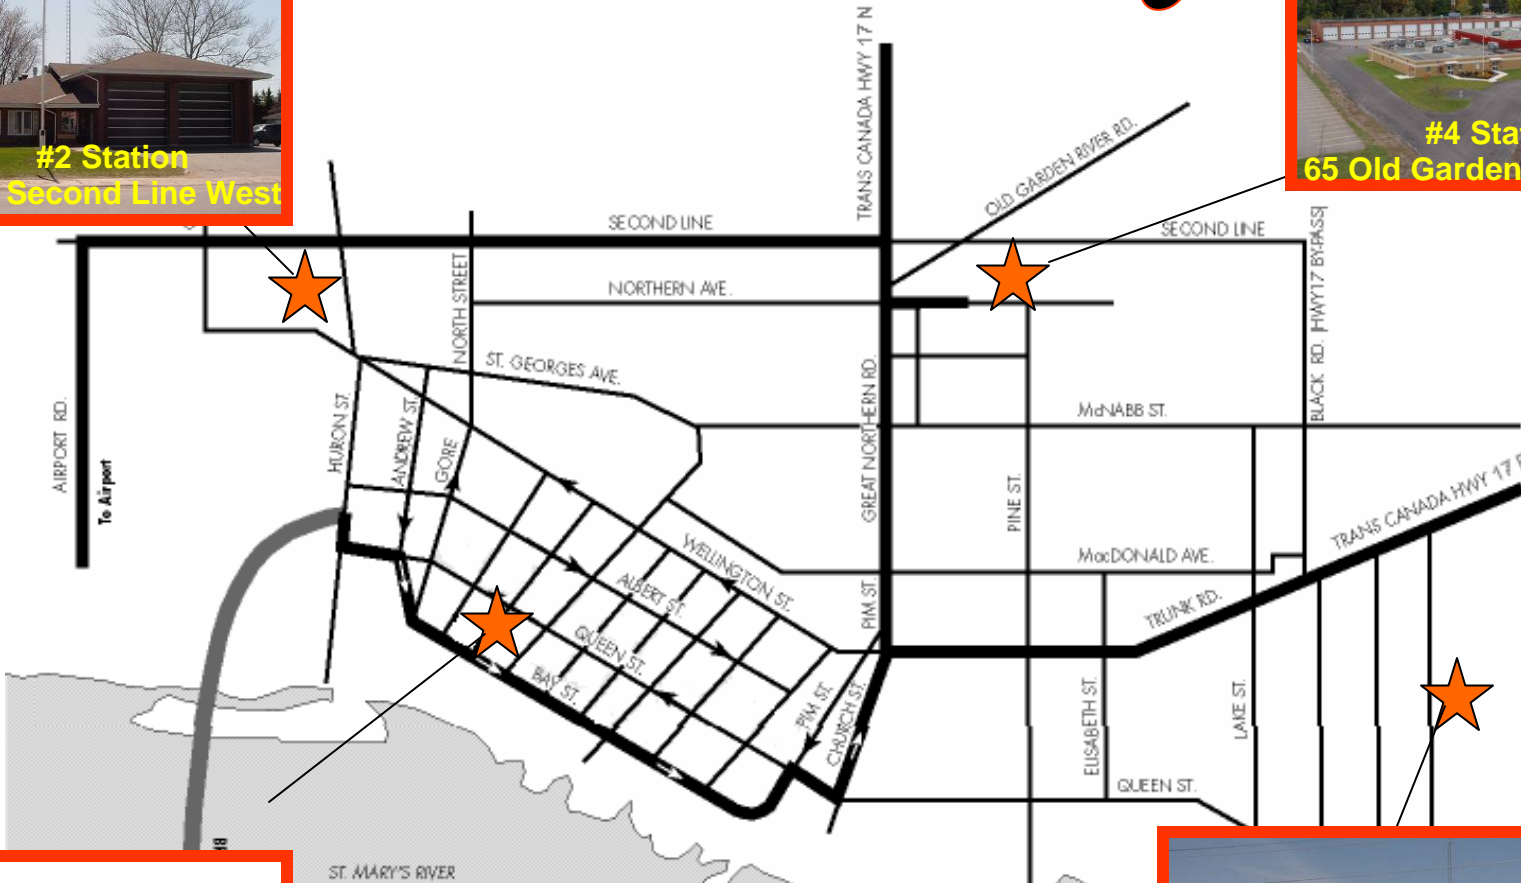 #2 Station
Second Line West
#4 Sta
65 Old Garden
TRANS CANADA HWY 17 N
OLD GARDEN RIVER RD.
SECOND LINE
SECOND LINE
NORTH STREET
NORTHERN AVE.
BLACK RD. (HWY17 BY-PASS)
ST. GEORGES AVE.
AIRPORT RD.
To Airport
HURON ST.
ANDREW ST.
GORE
GREAT NORTHERN RD.
McNABB ST.
PINE ST.
TRANS CANADA HWY 17
WELLINGTON ST.
MacDONALD AVE.
ALBERT ST.
PIM ST.
TRUNK RD.
QUEEN ST.
BAY ST.
PIM ST.
CHURCH ST.
ELISABETH ST.
LAKE ST.
QUEEN ST.
ST. MARY'S RIVER